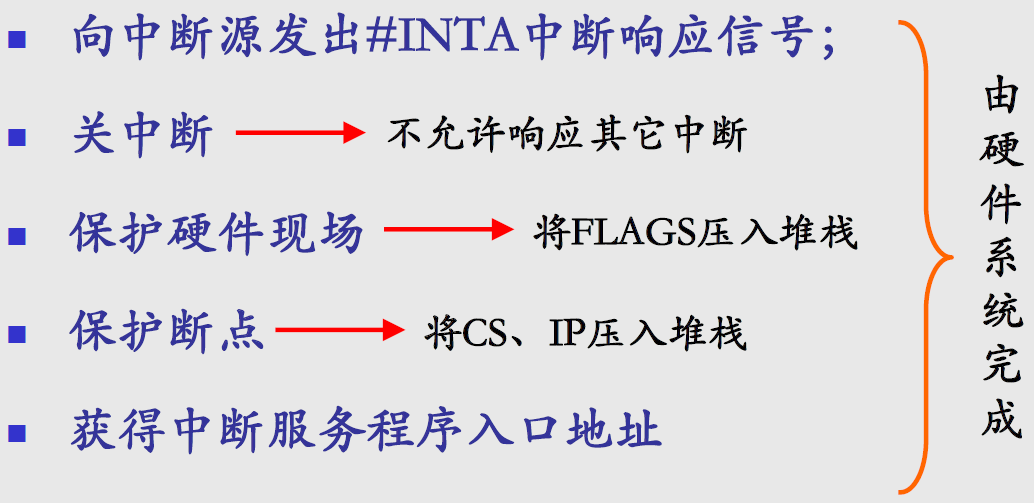 向中断源发出#INTA中断响应信号；
关中断 不允许响应其它中断
保护硬件现场 将FLAGS压入堆栈
保护断点 将CS、IP压入堆栈
获得中断服务程序入口地址
由硬件系统完成